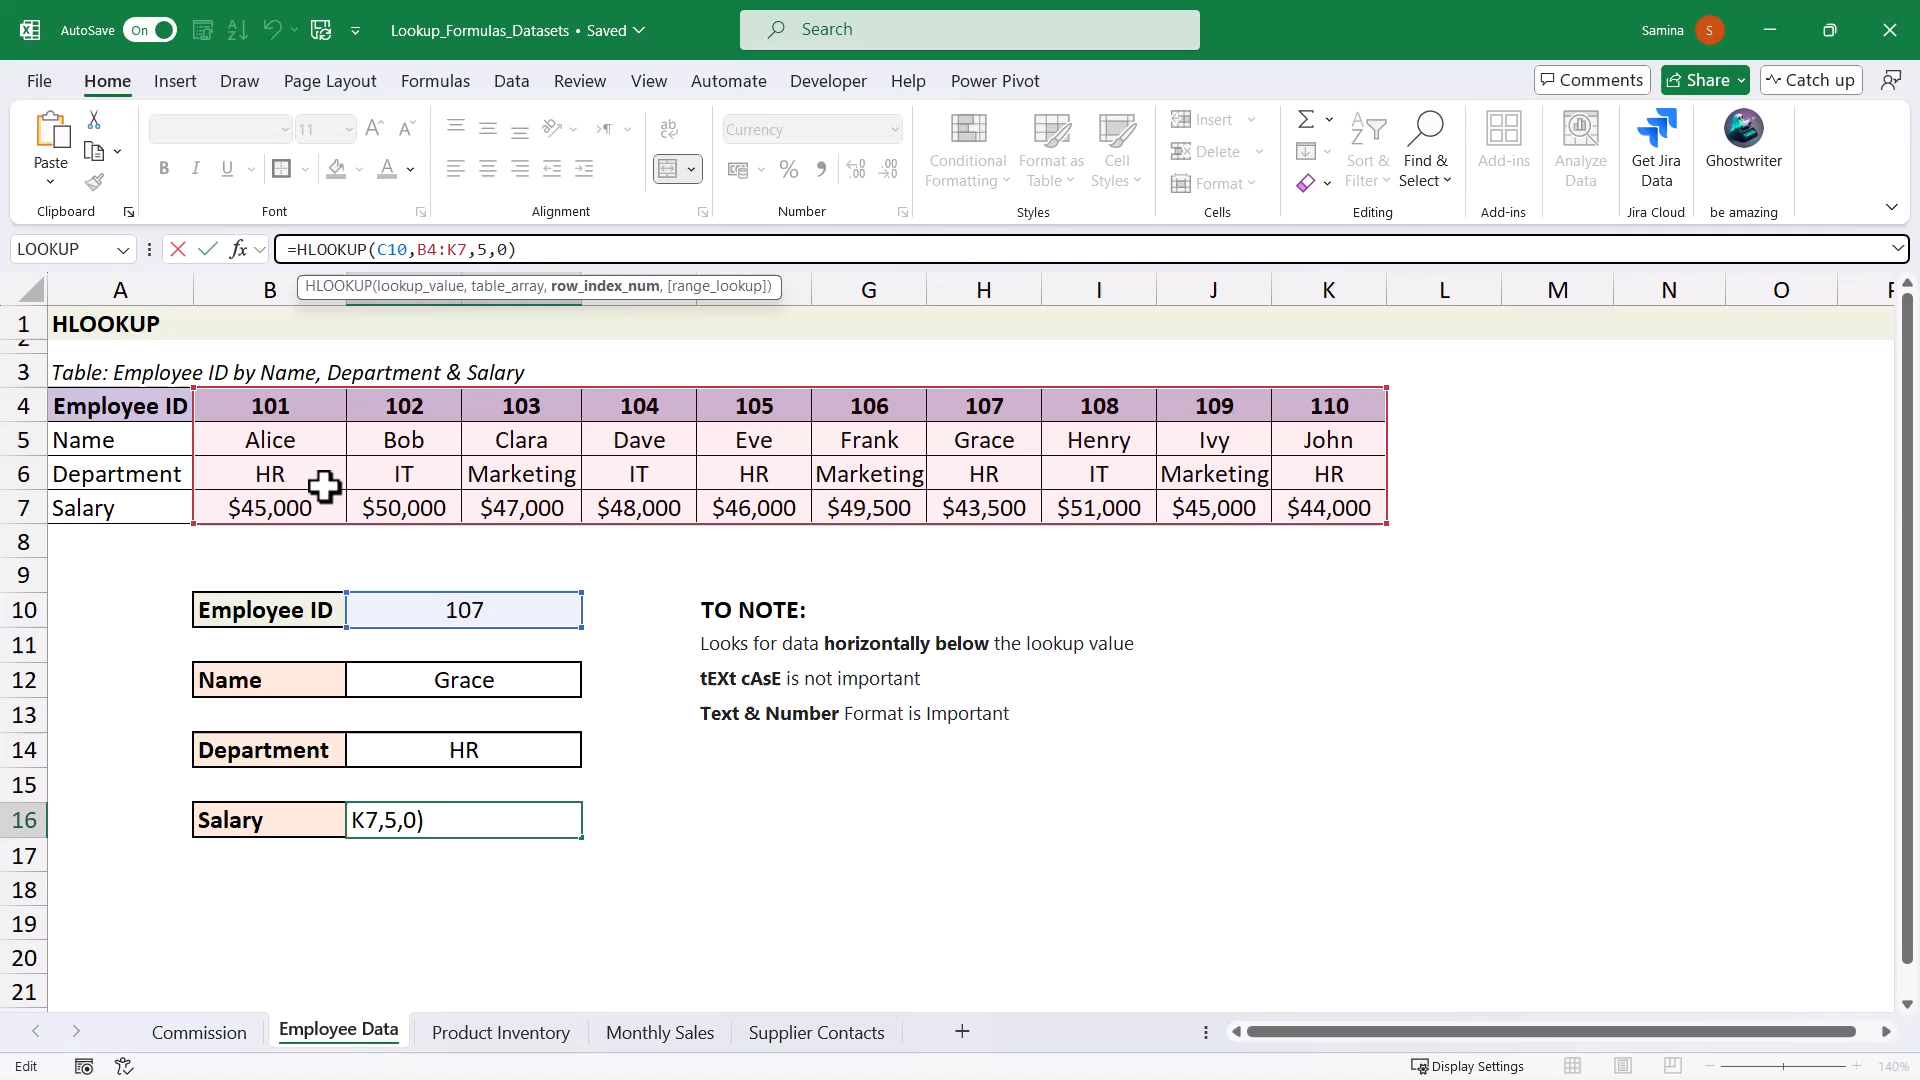 AutoSave On Lookup_Formulas_Datasets • Saved Search Samina S
File Home Insert Draw Page Layout Formulas Data Review View Automate Developer Help Power Pivot Comments Share Catch up
Paste
11
B I U
ab
Currency
Conditional Formatting
Format as Table
Cell Styles
Insert
Delete
Format
Sort & Filter
Find & Select
Add-ins
Analyze Data
Get Jira Data
Ghostwriter
Clipboard Font Alignment Number Styles Cells Editing Add-ins Jira Cloud be amazing
LOOKUP fx =HLOOKUP(C10,B4:K7,5,0)
HLOOKUP(lookup_value, table_array, row_index_num, [range_lookup])
A B G H I J K L M N O
1 HLOOKUP
2
3 Table: Employee ID by Name, Department & Salary
4 Employee ID 101 102 103 104 105 106 107 108 109 110
5 Name Alice Bob Clara Dave Eve Frank Grace Henry Ivy John
6 Department HR IT Marketing IT HR Marketing HR IT Marketing HR
7 Salary $45,000 $50,000 $47,000 $48,000 $46,000 $49,500 $43,500 $51,000 $45,000 $44,000
8
9
10 Employee ID 107 TO NOTE:
11 Looks for data horizontally below the lookup value
12 Name Grace tEXt cAsE is not important
13 Text & Number Format is Important
14 Department HR
15
16 Salary K7,5,0)
17
18
19
20
21
Commission Employee Data Product Inventory Monthly Sales Supplier Contacts
Edit Display Settings 140%